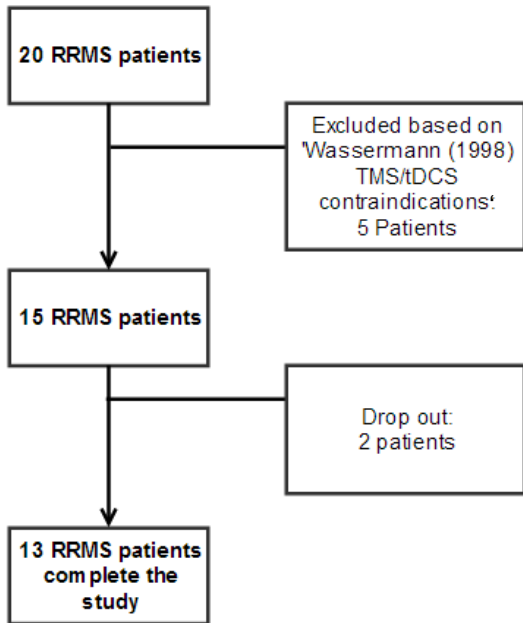 20 RRMS patients
Excluded based on
'Wassermann (1998)
TMS/tDCS
contraindications‘:
5 Patients
15 RRMS patients
Drop out:
2 patients
13 RRMS patients
complete the
study